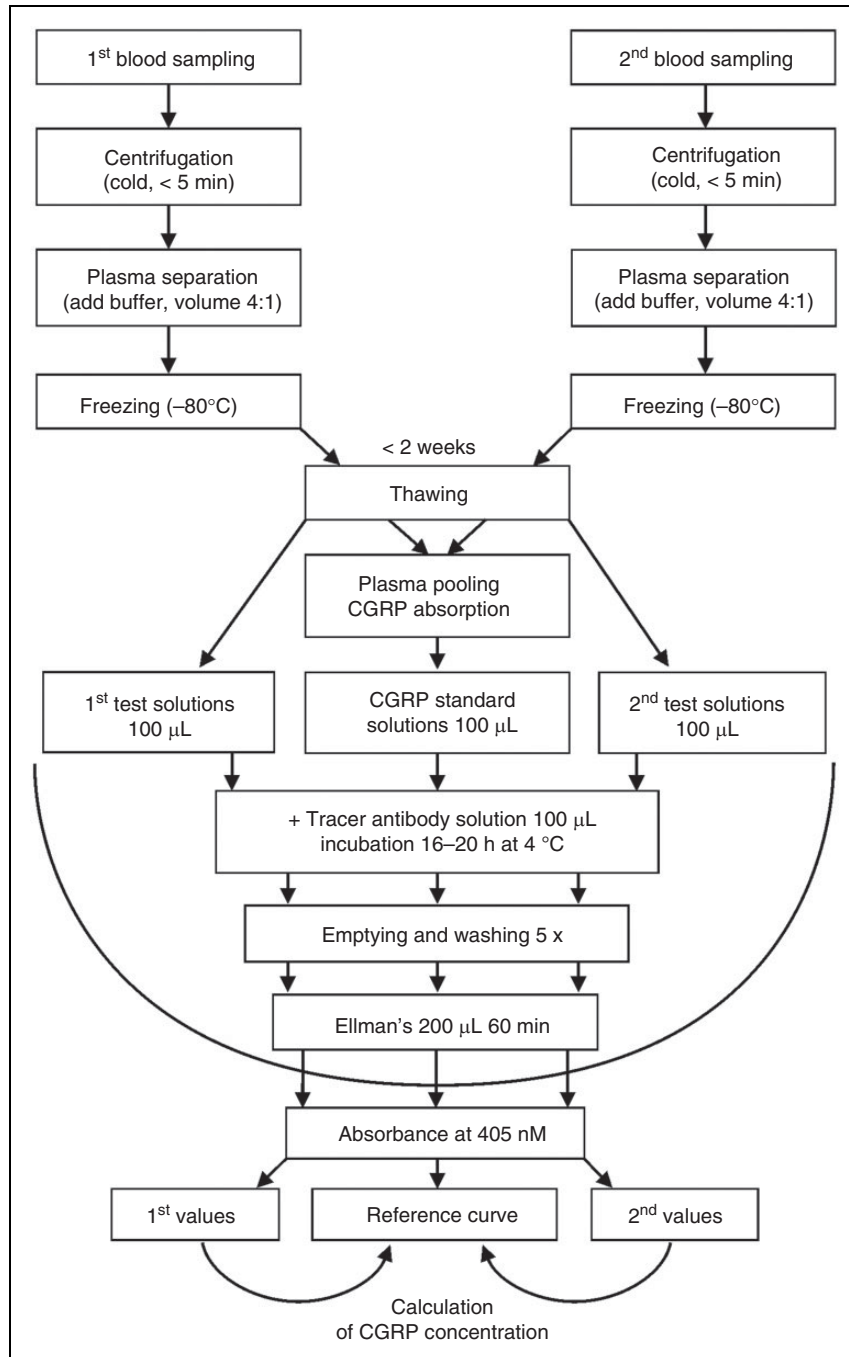 1st blood sampling
2nd blood sampling
Centrifugation
(cold, < 5 min)
Centrifugation
(cold, < 5 min)
Plasma separation
(add buffer, volume 4:1)
Plasma separation
(add buffer, volume 4:1)
Freezing (–80°C)
Freezing (–80°C)
< 2 weeks
Thawing
Plasma pooling
CGRP absorption
1st test solutions
100 μL
CGRP standard
solutions 100 μL
2nd test solutions
100 μL
+ Tracer antibody solution 100 μL
incubation 16–20 h at 4 °C
Emptying and washing 5 x
Ellman's 200 μL 60 min
Absorbance at 405 nM
1st values
Reference curve
2nd values
Calculation
of CGRP concentration